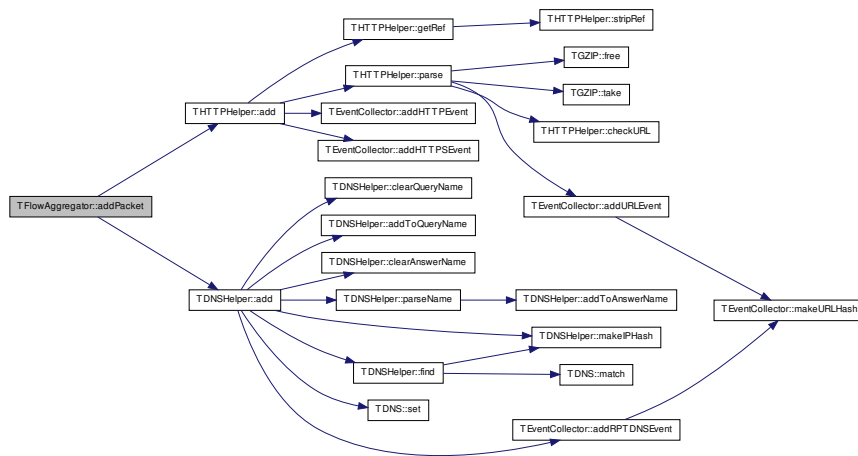 THTTPHelper::stripRef
THTTPHelper::getRef
TGZIP::free
THTTPHelper::parse
TGZIP::take
THTTPHelper::add
TEventCollector::addHTTPEvent
THTTPHelper::checkURL
TEventCollector::addHTTPSEvent
TDNSHelper::clearQueryName
TFlowAggregator::addPacket
TEventCollector::addURLEvent
TDNSHelper::addToQueryName
TDNSHelper::clearAnswerName
TDNSHelper::add
TDNSHelper::parseName
TDNSHelper::addToAnswerName
TEventCollector::makeURLHash
TDNSHelper::makeIPHash
TDNSHelper::find
TDNS::match
TDNS::set
TEventCollector::addRPTDNSEvent